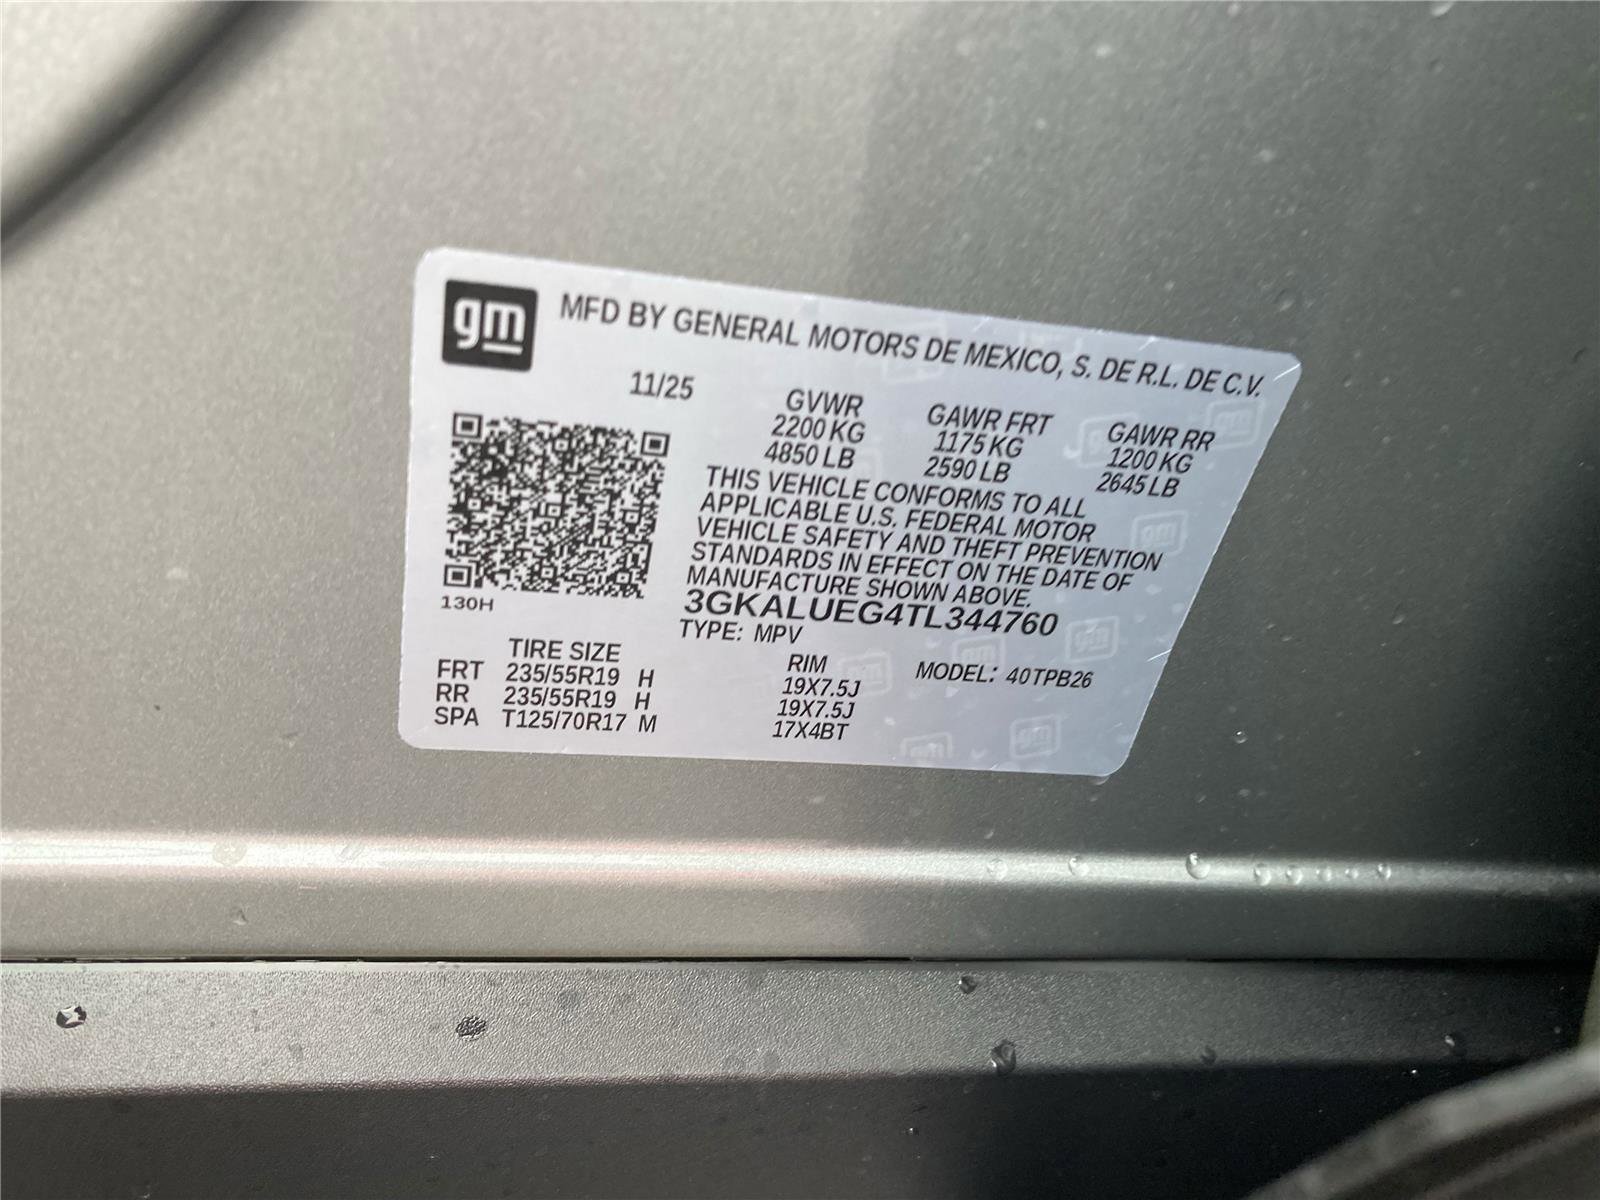 gm MFD BY GENERAL MOTORS DE MEXICO, S. DE R.L. DE C.V.
11/25
GVWR GAWR FRT GAWR RR
2200 KG 1175 KG 1200 KG
4850 LB 2590 LB 2645 LB
THIS VEHICLE CONFORMS TO ALL
APPLICABLE U.S. FEDERAL MOTOR
VEHICLE SAFETY AND THEFT PREVENTION
STANDARDS IN EFFECT ON THE DATE OF
MANUFACTURE SHOWN ABOVE.
130H
3GKALUEG4TL344760
TYPE: MPV
MODEL: 40TPB26
TIRE SIZE RIM
FRT 235/55R19 H 19X7.5J
RR 235/55R19 H 19X7.5J
SPA T125/70R17 M 17X4BT